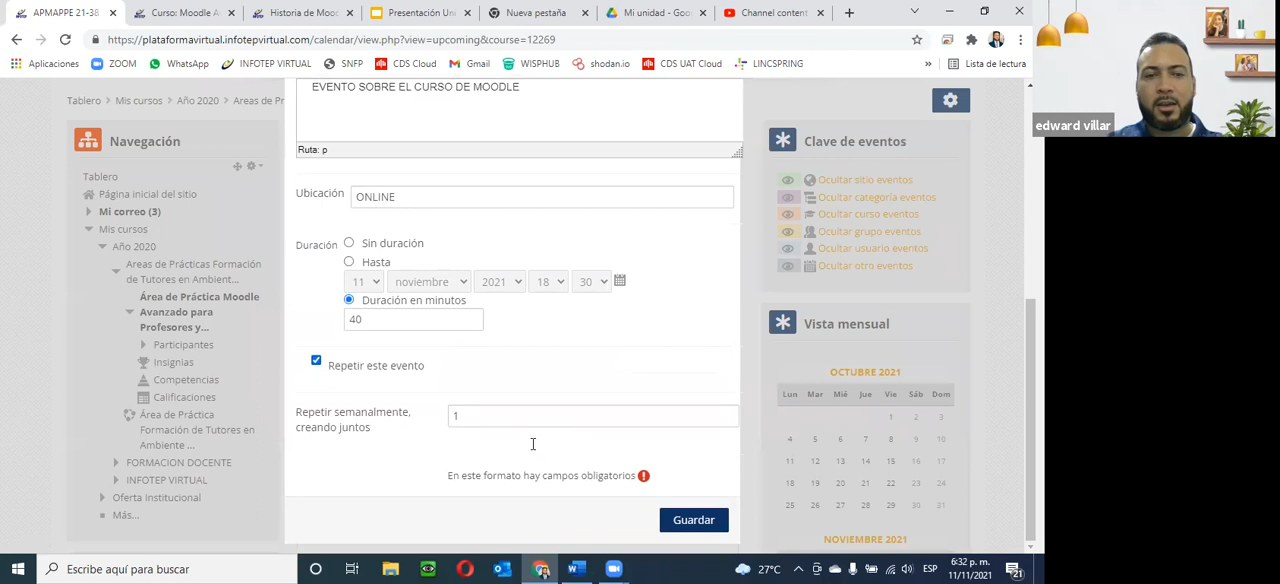 APMAPPE 21-38
Curso: Moodle A
Historia de Mood
Presentación Uni
Nueva pestaña
Mi unidad - Goo
Channel content
https://plataformavirtual.infotepvirtual.com/calendar/view.php?view=upcoming&course=12269
Aplicaciones
ZOOM
WhatsApp
INFOTEP VIRTUAL
SNFP
CDS Cloud
Gmail
WISPHUB
shodan.io
CDS UAT Cloud
LINCSPRING
»
Lista de lectura
edward villar
Tablero
Mis cursos
Año 2020
Areas de Pr
Navegación
Tablero
Página inicial del sitio
Mi correo (3)
Mis cursos
Año 2020
Areas de Prácticas Formación
de Tutores en Ambient...
Área de Práctica Moodle
Avanzado para
Profesores y...
Participantes
Insignias
Competencias
Calificaciones
Área de Práctica
Formación de Tutores en
Ambiente ...
FORMACION DOCENTE
INFOTEP VIRTUAL
Oferta Institucional
Más...
EVENTO SOBRE EL CURSO DE MOODLE
Ruta: p
Ubicación
ONLINE
Duración
Sin duración
Hasta
11 noviembre 2021 18 30
Duración en minutos
40
Repetir este evento
Repetir semanalmente,
creando juntos
1
En este formato hay campos obligatorios
Guardar
Clave de eventos
Ocultar sitio eventos
Ocultar categoría eventos
Ocultar curso eventos
Ocultar grupo eventos
Ocultar usuario eventos
Ocultar otro eventos
Vista mensual
OCTUBRE 2021
Lun Mar Mié Jue Vie Sáb Dom
1 2 3
4 5 6 7 8 9 10
11 12 13 14 15 16 17
18 19 20 21 22 23 24
25 26 27 28 29 30 31
NOVIEMBRE 2021
Escribe aquí para buscar
27°C
ESP
6:32 p. m.
11/11/2021
21